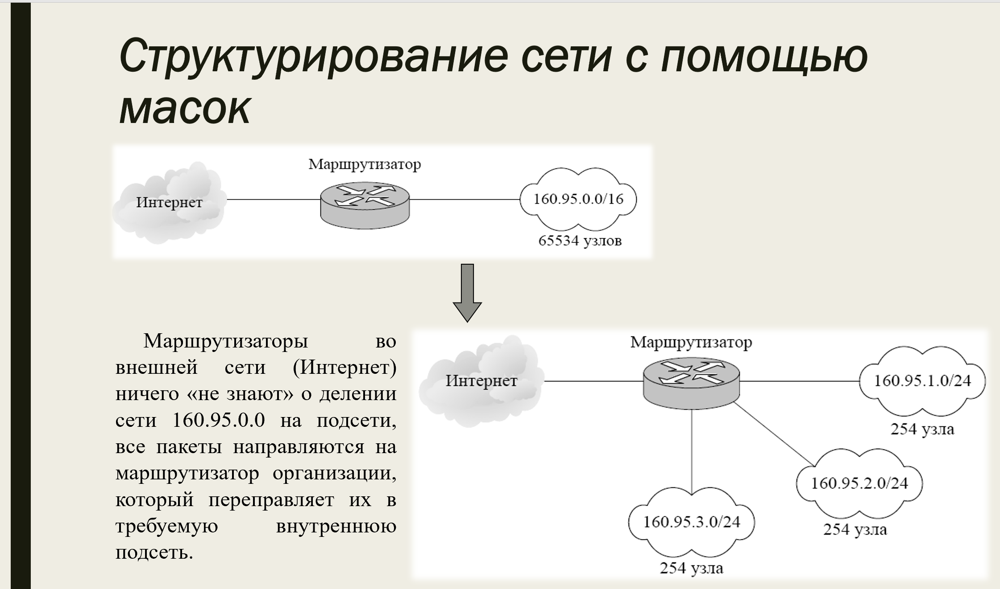 Структурирование сети с помощью
масок
Маршрутизатор
Интернет
160.95.0.0/16
65534 узлов
Маршрутизаторы во
внешней сети (Интернет)
ничего «не знают» о делении
сети 160.95.0.0 на подсети,
все пакеты направляются на
маршрутизатор организации,
который переправляет их в
требуемую внутреннюю
подсеть.
Маршрутизатор
Интернет
160.95.1.0/24
254 узла
160.95.2.0/24
254 узла
160.95.3.0/24
254 узла